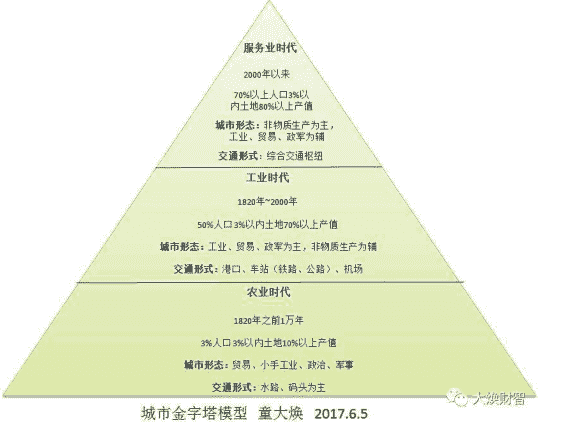 服务业时代
2000年以来
70%以上人口3%以
内土地80%以上产值
城市形态：非物质生产为主，
工业、贸易、政军为辅
交通形式：综合交通枢纽
工业时代
1820年~2000年
50%人口3%以内土地70%以上产值
城市形态：工业、贸易、政军为主，非物质生产为辅
交通形式：港口、车站（铁路、公路）、机场
农业时代
1820年之前1万年
3%人口3%以内土地10%以上产值
城市形态：贸易、小手工业、政治、军事
交通形式：水路、码头为主
大焕财智
城市金字塔模型 童大焕 2017.6.5